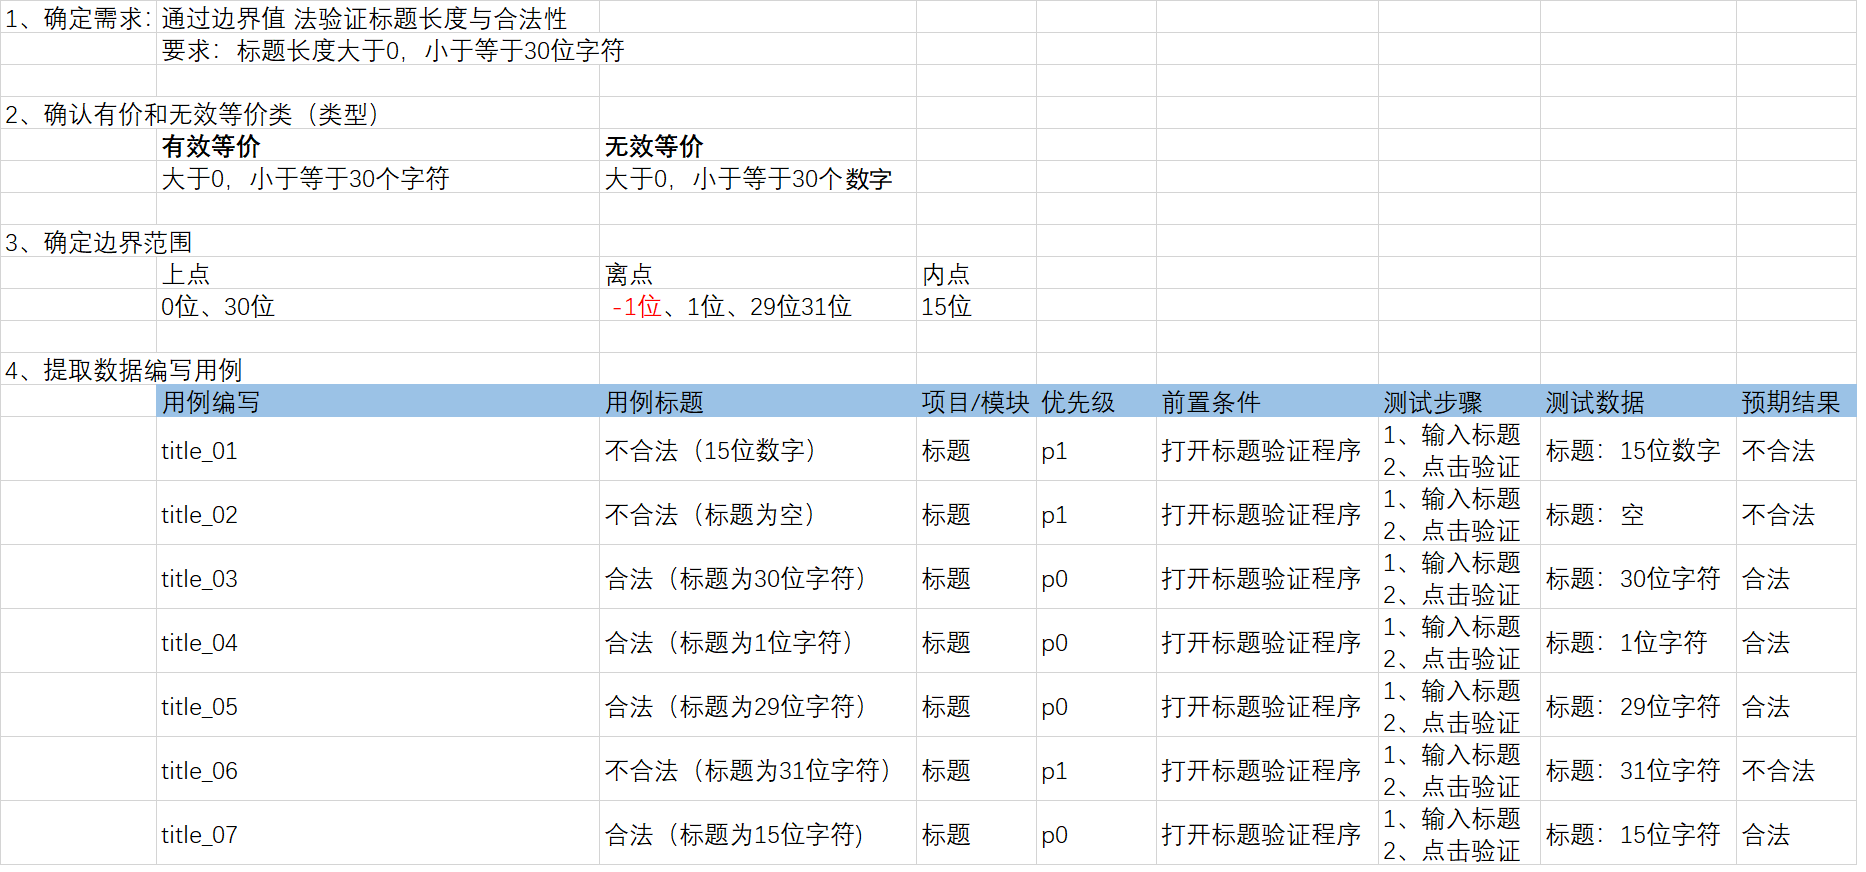 1、确定需求：通过边界值 法验证标题长度与合法性
要求：标题长度大于0，小于等于30位字符
2、确认有价和无效等价类（类型）
有效等价 无效等价
大于0，小于等于30个字符 大于0，小于等于30个数字
3、确定边界范围
上点 离点 内点
0位、30位 -1位、1位、29位31位 15位
4、提取数据编写用例
用例编写 用例标题 项目/模块 优先级 前置条件 测试步骤 测试数据 预期结果
title_01 不合法（15位数字） 标题 p1 打开标题验证程序 1、输入标题 2、点击验证 标题：15位数字 不合法
title_02 不合法（标题为空） 标题 p1 打开标题验证程序 1、输入标题 2、点击验证 标题：空 不合法
title_03 合法（标题为30位字符） 标题 p0 打开标题验证程序 1、输入标题 2、点击验证 标题：30位字符 合法
title_04 合法（标题为1位字符） 标题 p0 打开标题验证程序 1、输入标题 2、点击验证 标题：1位字符 合法
title_05 合法（标题为29位字符） 标题 p0 打开标题验证程序 1、输入标题 2、点击验证 标题：29位字符 合法
title_06 不合法（标题为31位字符） 标题 p1 打开标题验证程序 1、输入标题 2、点击验证 标题：31位字符 不合法
title_07 合法（标题为15位字符) 标题 p0 打开标题验证程序 1、输入标题 2、点击验证 标题：15位字符 合法